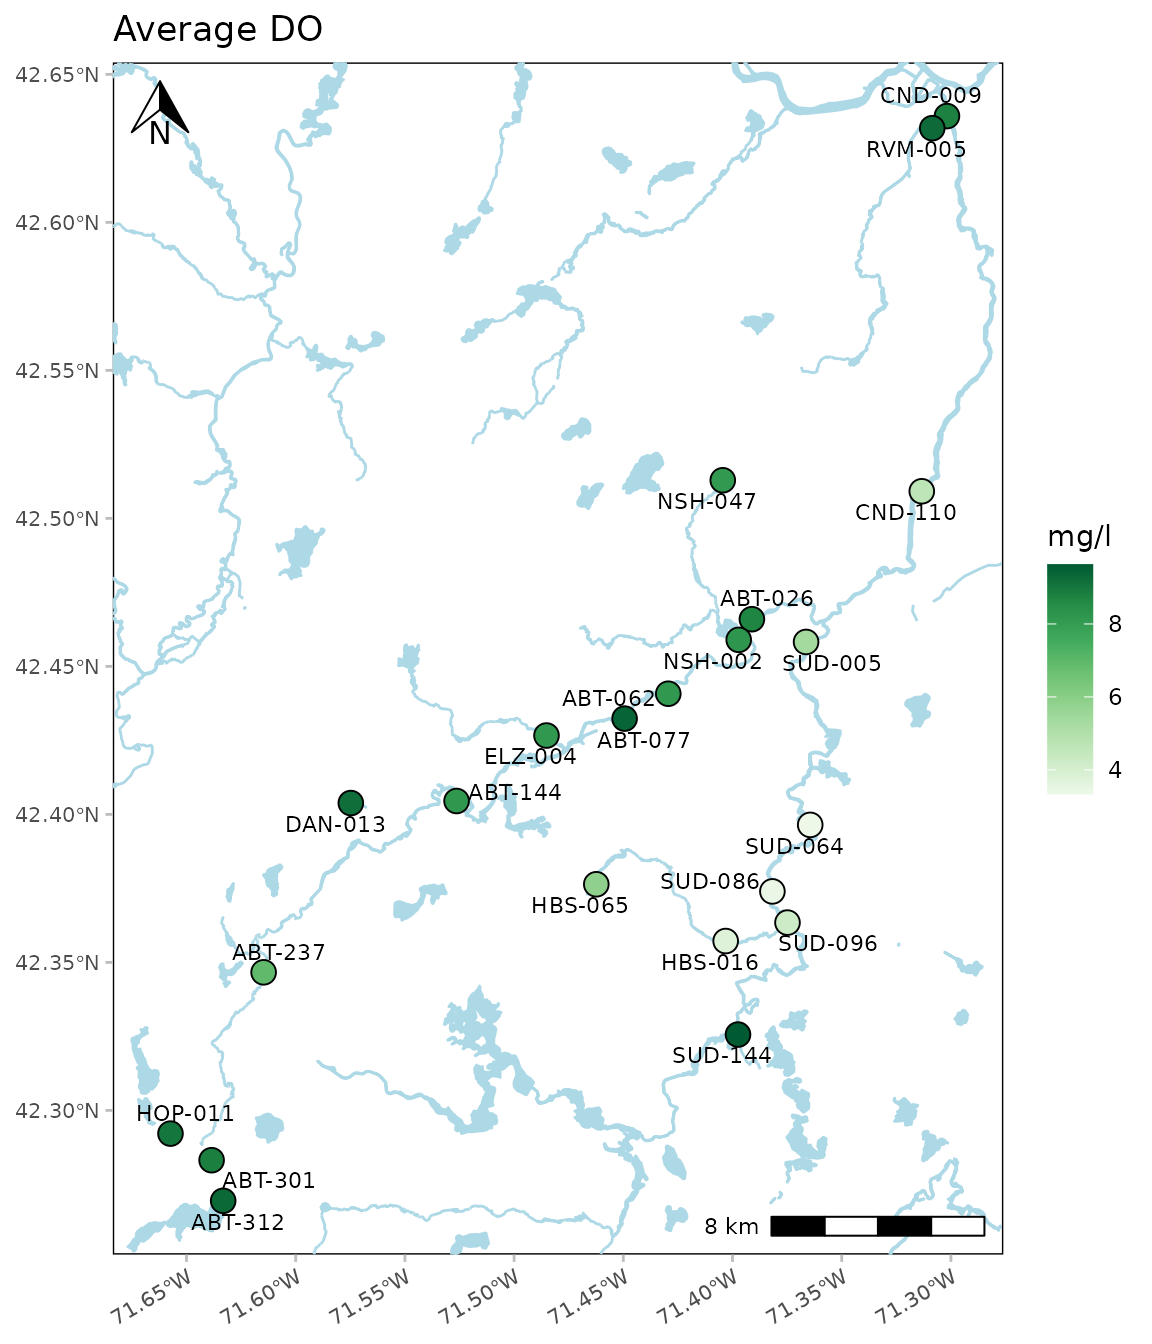 Average DO
42.65°N
42.60°N
42.55°N
42.50°N
42.45°N
42.40°N
42.35°N
42.30°N
N
CND-009
RVM-005
NSH-047
CND-110
ABT-026
NSH-002
SUD-005
ABT-062
ABT-077
ELZ-004
ABT-144
DAN-013
SUD-064
SUD-086
HBS-065
SUD-096
ABT-237
HBS-016
SUD-144
HOP-011
ABT-301
ABT-312
8 km
71.65°W
71.60°W
71.55°W
71.50°W
71.45°W
71.40°W
71.35°W
71.30°W
mg/l
8
6
4